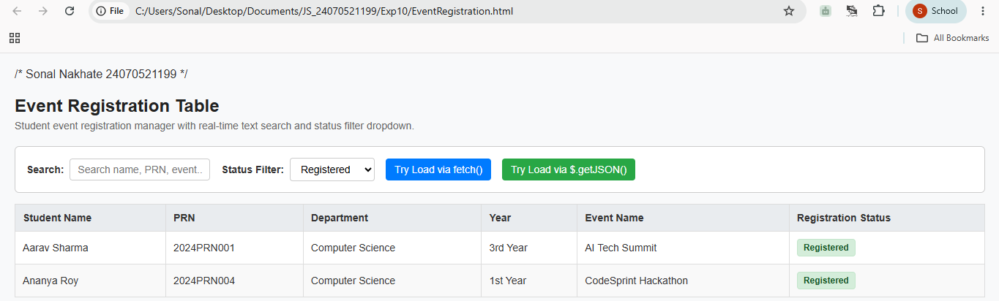 File C:/Users/Sonal/Desktop/Documents/JS_24070521199/Exp10/EventRegistration.html S School
All Bookmarks
/* Sonal Nakhate 24070521199 */
Event Registration Table
Student event registration manager with real-time text search and status filter dropdown.
Search: Search name, PRN, event.. Status Filter: Registered Try Load via fetch() Try Load via $.getJSON()
Student Name PRN Department Year Event Name Registration Status
Aarav Sharma 2024PRN001 Computer Science 3rd Year AI Tech Summit Registered
Ananya Roy 2024PRN004 Computer Science 1st Year CodeSprint Hackathon Registered